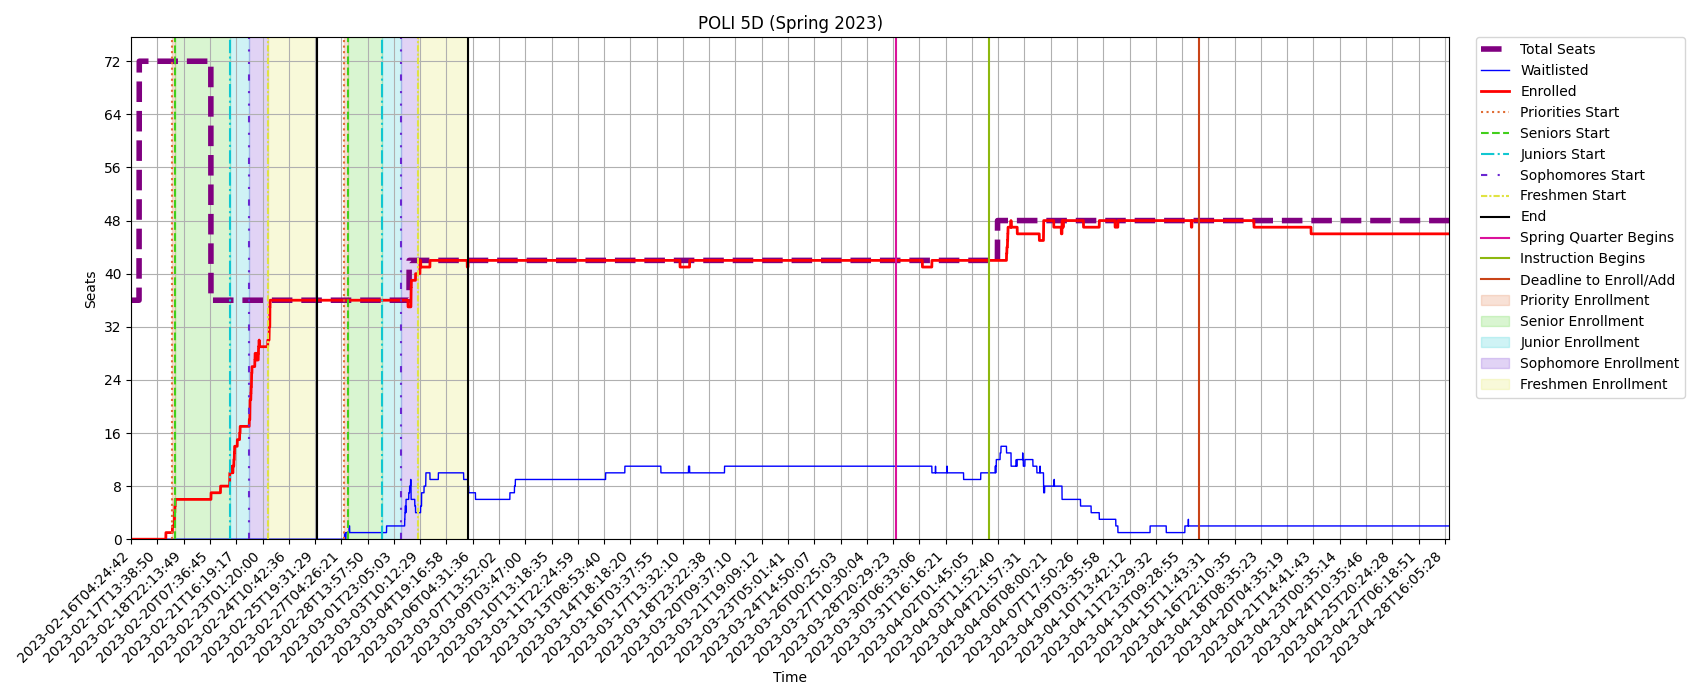 POLI 5D (Spring 2023)
Total Seats
Waitlisted
Enrolled
Priorities Start
Seniors Start
Juniors Start
Sophomores Start
Freshmen Start
End
Spring Quarter Begins
Instruction Begins
Deadline to Enroll/Add
Priority Enrollment
Senior Enrollment
Junior Enrollment
Sophomore Enrollment
Freshmen Enrollment
Seats
72
64
56
48
40
32
24
16
8
0
2023-02-16T04:24:42
2023-02-17T13:38:50
2023-02-18T22:13:49
2023-02-20T07:36:45
2023-02-21T16:19:17
2023-02-23T01:20:00
2023-02-24T10:42:36
2023-02-25T19:31:29
2023-02-27T04:26:21
2023-02-28T13:57:50
2023-03-01T23:05:03
2023-03-03T10:12:29
2023-03-04T19:16:58
2023-03-06T04:31:36
2023-03-07T13:52:02
2023-03-09T03:47:00
2023-03-10T13:18:35
2023-03-11T22:24:59
2023-03-13T08:53:40
2023-03-14T18:18:20
2023-03-16T03:37:55
2023-03-17T13:32:10
2023-03-18T23:22:38
2023-03-20T09:37:10
2023-03-21T19:09:12
2023-03-23T05:01:41
2023-03-24T14:50:07
2023-03-26T00:25:03
2023-03-27T10:30:04
2023-03-28T20:29:23
2023-03-30T06:33:06
2023-03-31T16:16:21
2023-04-02T01:45:05
2023-04-03T11:52:40
2023-04-04T21:57:31
2023-04-06T08:00:21
2023-04-07T17:50:26
2023-04-09T03:35:58
2023-04-10T13:42:12
2023-04-11T23:29:32
2023-04-13T09:28:55
2023-04-15T11:43:31
2023-04-16T22:10:35
2023-04-18T08:35:23
2023-04-20T04:35:19
2023-04-21T14:41:43
2023-04-23T00:35:14
2023-04-24T10:35:46
2023-04-25T20:24:28
2023-04-27T06:18:51
2023-04-28T16:05:28
Time